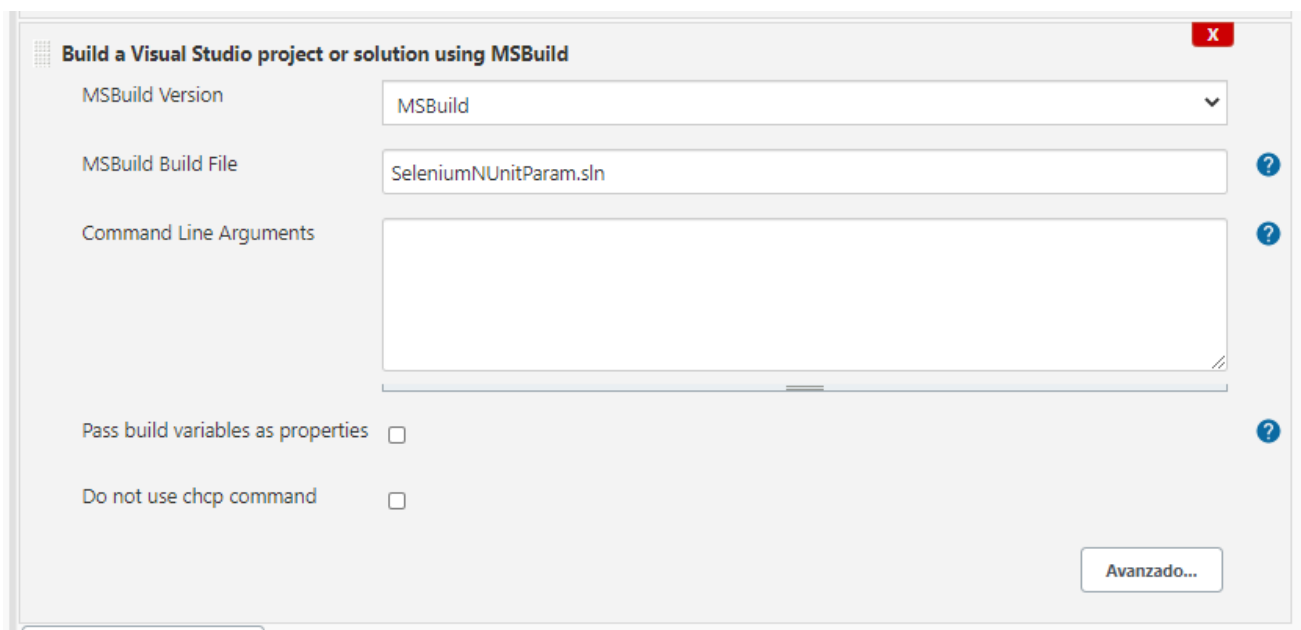 X
Build a Visual Studio project or solution using MSBuild
MSBuild Version
MSBuild
MSBuild Build File
SeleniumNUnitParam.sln
?
Command Line Arguments
?
Pass build variables as properties
?
Do not use chcp command
Avanzado...